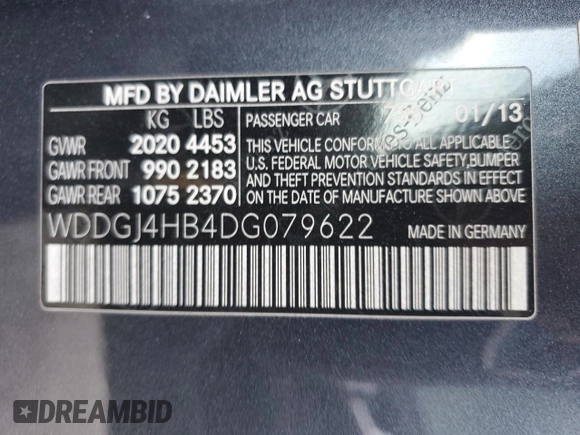 MFD BY DAIMLER AG STUTTGART
KG LBS
GVWR 2020 4453
GAWR FRONT 990 2183
GAWR REAR 1075 2370
PASSENGER CAR 01/13
THIS VEHICLE CONFORMS TO ALL APPLICABLE
U.S. FEDERAL MOTOR VEHICLE SAFETY, BUMPER
AND THEFT PREVENTION STANDARDS IN EFFECT
ON THE DATE OF MANUFACTURE SHOWN ABOVE.
WDDGJ4HB4DG079622 MADE IN GERMANY
DREAMBID